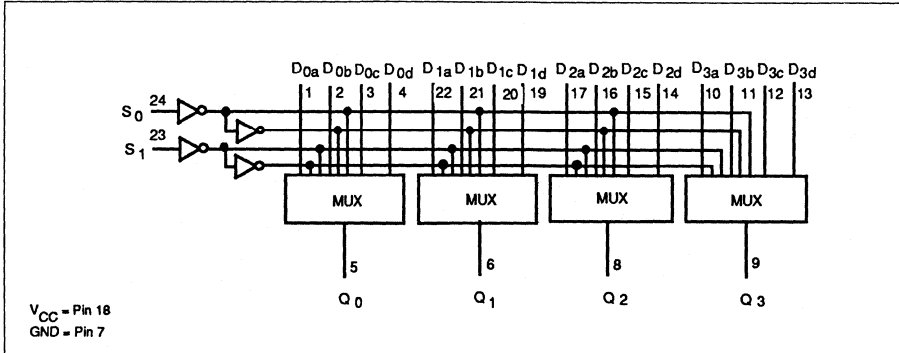 D0a D0b D0c D0d D1a D1b D1c D1d D2a D2b D2c D2d D3a D3b D3c D3d
1 2 3 4 22 21 20 19 17 16 15 14 10 11 12 13
S0 24
S1 23
MUX MUX MUX MUX
5 6 8 9
Q0 Q1 Q2 Q3
VCC = Pin 18
GND = Pin 7